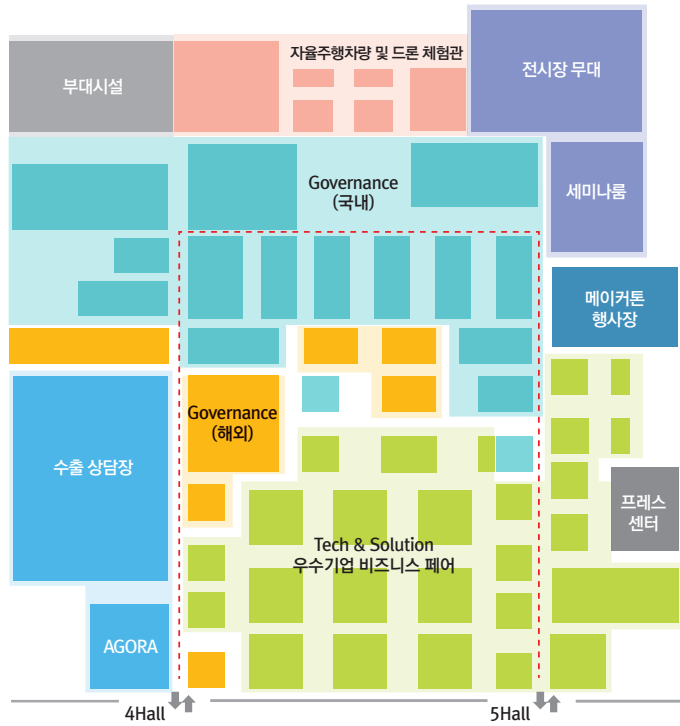 자율주행차량 및 드론 체험관
부대시설
전시장 무대
Governance
(국내)
세미나룸
메이커톤
행사장
Governance
(해외)
수출 상담장
프레스
센터
Tech & Solution
우수기업 비즈니스 페어
AGORA
4Hall
5Hall